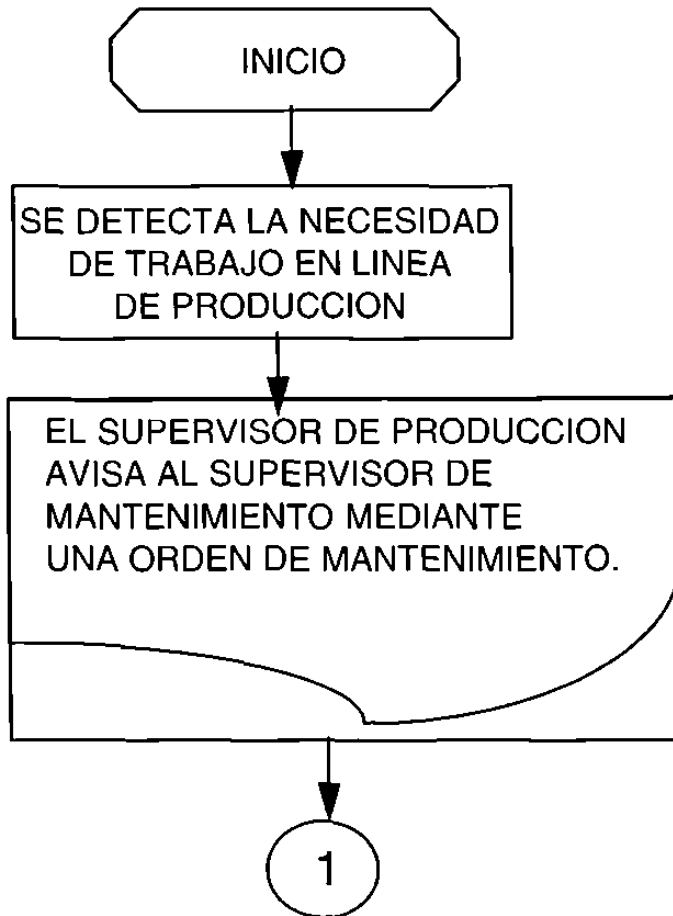 INICIO
SE DETECTA LA NECESIDAD
DE TRABAJO EN LINEA
DE PRODUCCION
EL SUPERVISOR DE PRODUCCION
AVISA AL SUPERVISOR DE
MANTENIMIENTO MEDIANTE
UNA ORDEN DE MANTENIMIENTO.
1